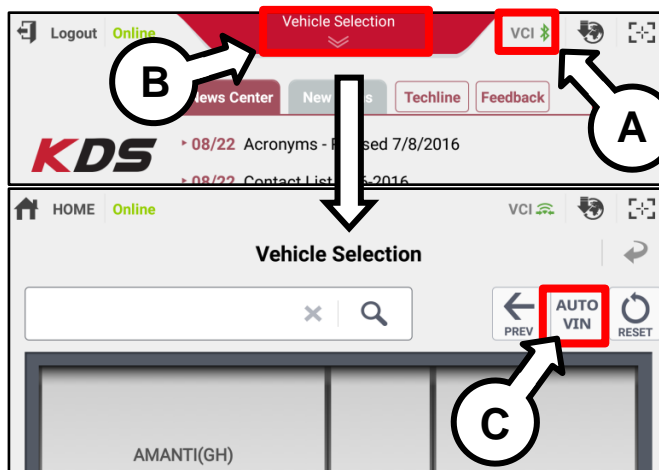 Vehicle Selection
Logout Online VCI
B
A
News Center New Techline Feedback
KDS
08/22 Acronyms - sed 7/8/2016
08/22 Contact List -2016
HOME Online VCI
Vehicle Selection
PREV AUTO VIN RESET
C
AMANTI(GH)